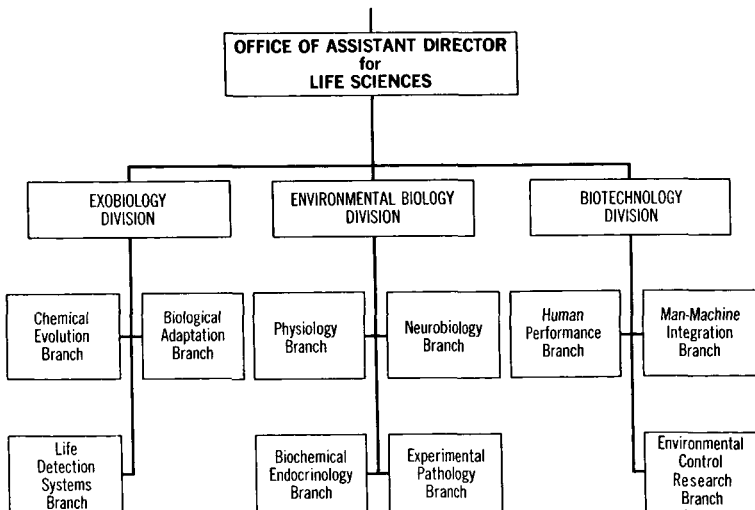 OFFICE OF ASSISTANT DIRECTOR
for
LIFE SCIENCES
EXOBIOLOGY
DIVISION
ENVIRONMENTAL BIOLOGY
DIVISION
BIOTECHNOLOGY
DIVISION
Chemical
Evolution
Branch
Biological
Adaptation
Branch
Physiology
Branch
Neurobiology
Branch
Human
Performance
Branch
Man-Machine
Integration
Branch
Life
Detection
Systems
Branch
Biochemical
Endocrinology
Branch
Experimental
Pathology
Branch
Environmental
Control
Research
Branch